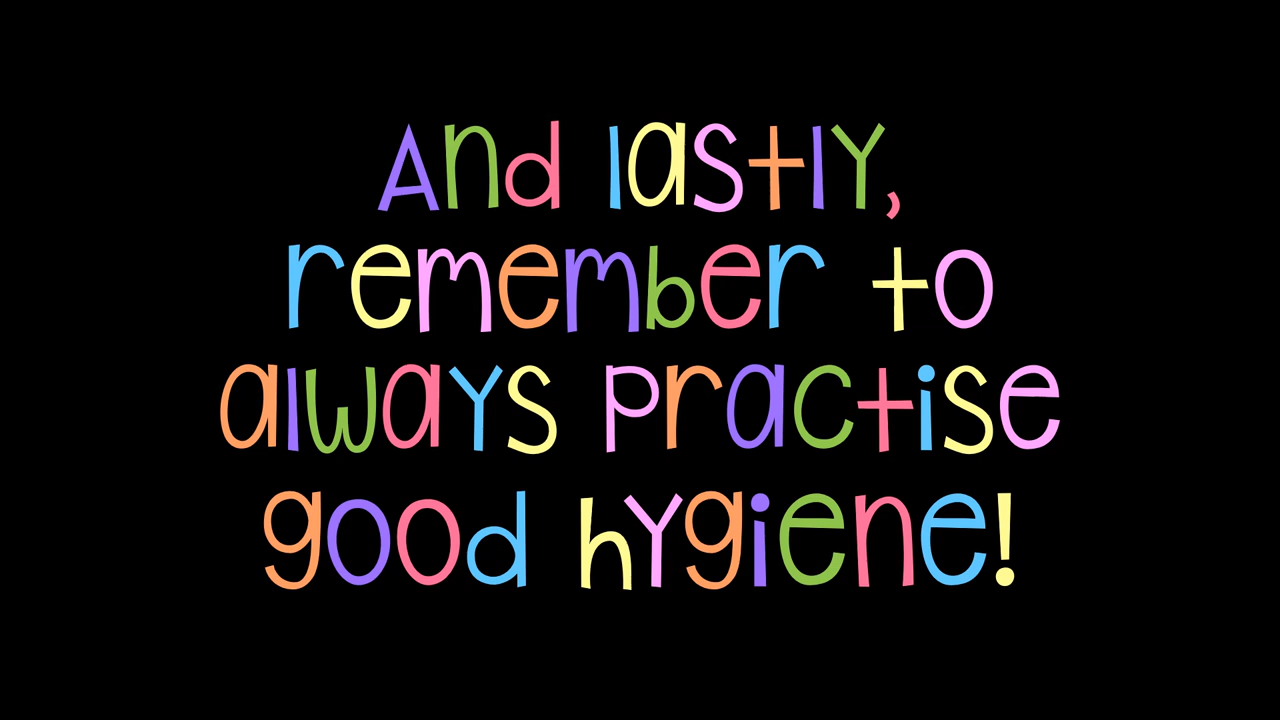 And lastly,
remember to
always practise
good hygiene!